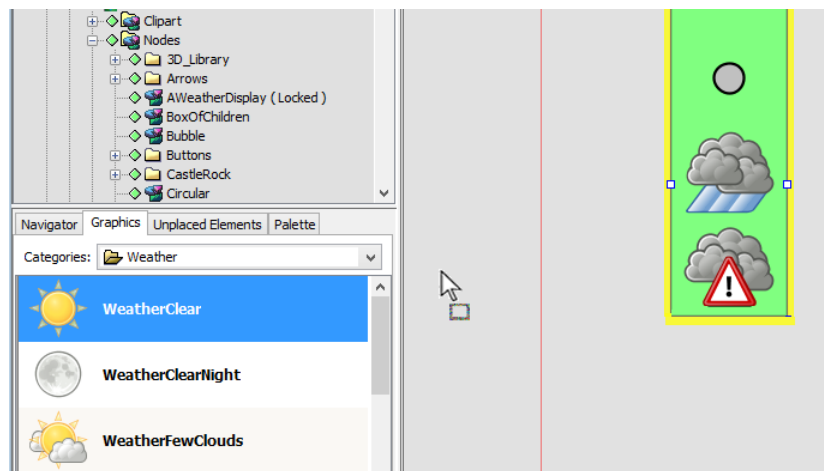 Clipart
Nodes
3D_Library
Arrows
AWeatherDisplay ( Locked )
BoxOfChildren
Bubble
Buttons
CastleRock
Circular
Navigator Graphics Unplaced Elements Palette
Categories: Weather
WeatherClear
WeatherClearNight
WeatherFewClouds